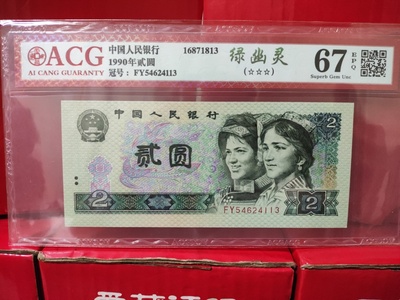 ACG
AI CANG GUARANTY
中国人民银行
1990年贰圆
冠号：FY54624113
16871813
绿幽灵
(☆☆☆)
67
EPQ
Superb Gem Unc
中国人民银行
贰圆
2
2
2
FY54624113